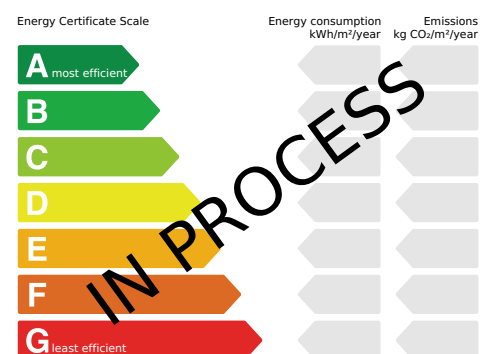 Energy Certificate Scale
Energy consumption
kWh/m²/year
Emissions
kg CO₂/m²/year
A most efficient
B
C
D
E
F
G least efficient
IN PROCESS